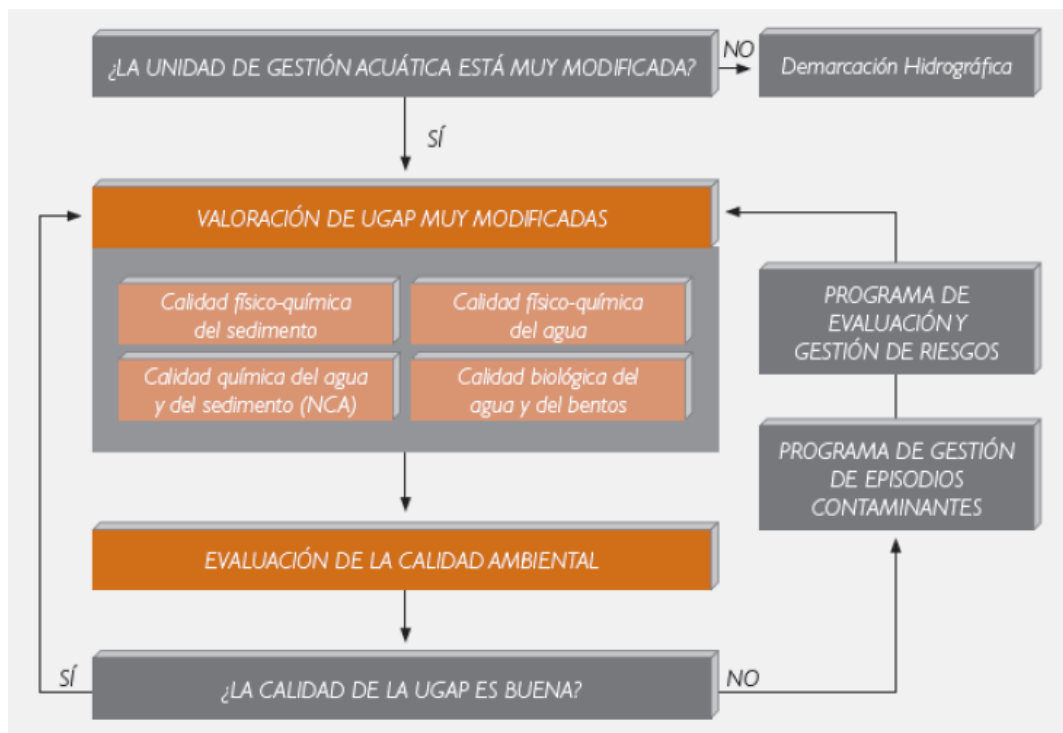 ¿LA UNIDAD DE GESTIÓN ACUÁTICA ESTÁ MUY MODIFICADA?
NO
Demarcación Hidrográfica
SÍ
VALORACIÓN DE UGAP MUY MODIFICADAS
Calidad físico-química
del sedimento
Calidad físico-química
del agua
Calidad química del agua
y del sedimento (NCA)
Calidad biológica del
agua y del bentos
PROGRAMA DE
EVALUACIÓN Y
GESTIÓN DE RIESGOS
PROGRAMA DE GESTIÓN
DE EPISODIOS
CONTAMINANTES
EVALUACIÓN DE LA CALIDAD AMBIENTAL
SÍ
¿LA CALIDAD DE LA UGAP ES BUENA?
NO